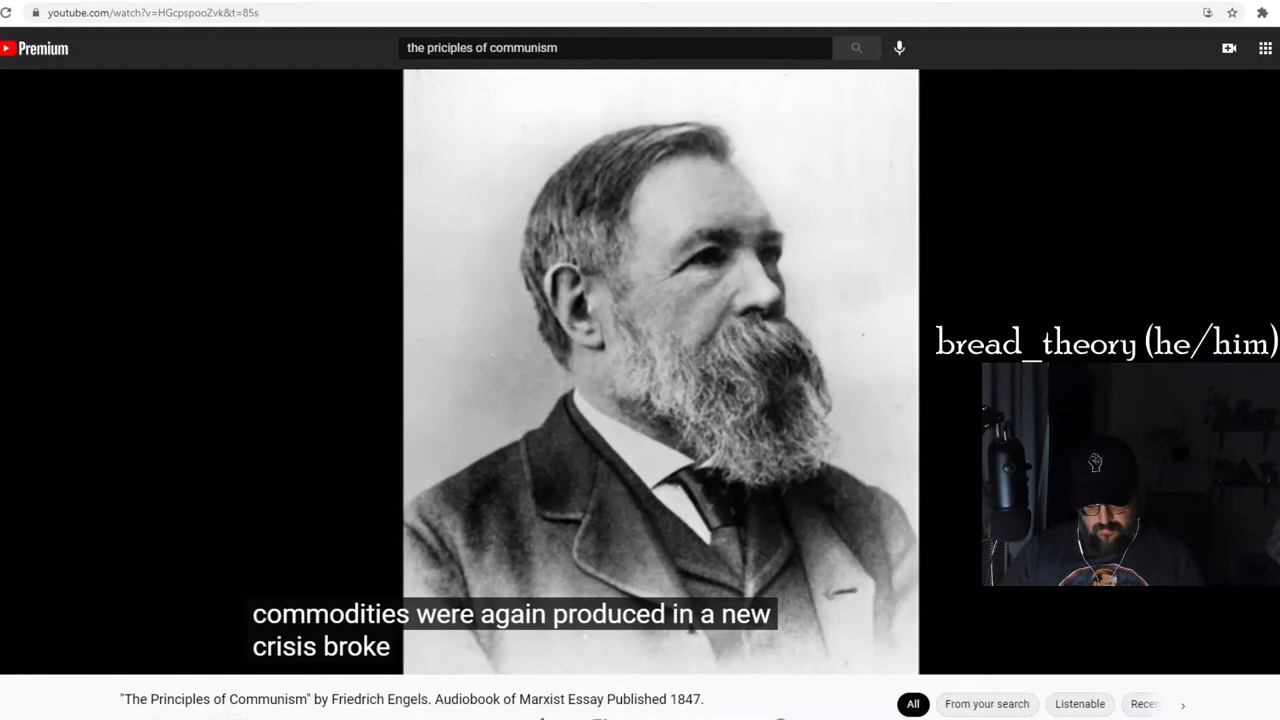 youtube.com/watch?v=HGcpspooZvk&t=85s
Premium
the priciples of communism
bread_theory (he/him)
commodities were again produced in a new
crisis broke
"The Principles of Communism" by Friedrich Engels. Audiobook of Marxist Essay Published 1847.
All
From your search
Listenable